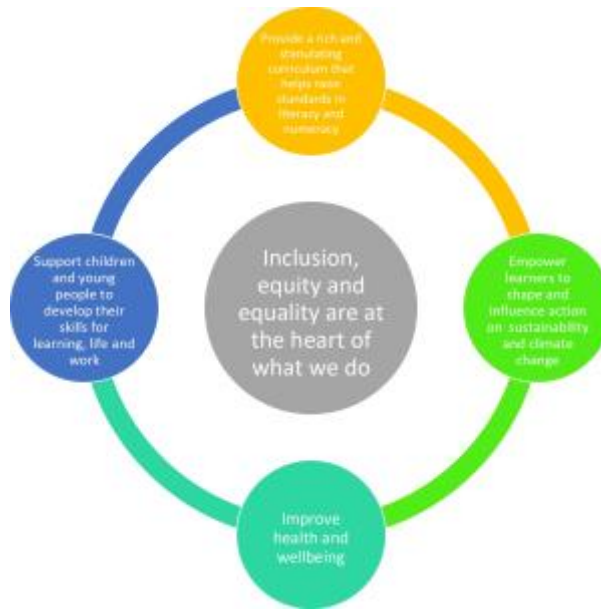 Provide a rich and
stimulating
curriculum that
helps raise
standards in
literacy and
numeracy
Empower
learners to
shape and
influence action
on sustainability
and climate
change
Improve
health and
wellbeing
Support children
and young
people to
develop their
skills for
learning, life and
work
Inclusion,
equity and
equality are at
the heart of
what we do